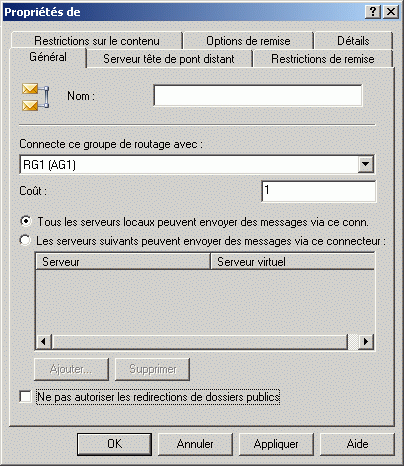 Propriétés de
Restrictions sur le contenu Options de remise Détails
Général Serveur tête de pont distant Restrictions de remise
Nom :
Connecte ce groupe de routage avec :
RG1 (AG1)
Coût : 1
Tous les serveurs locaux peuvent envoyer des messages via ce conn.
Les serveurs suivants peuvent envoyer des messages via ce connecteur :
Serveur Serveur virtuel
Ajouter... Supprimer
Ne pas autoriser les redirections de dossiers publics
OK Annuler Appliquer Aide